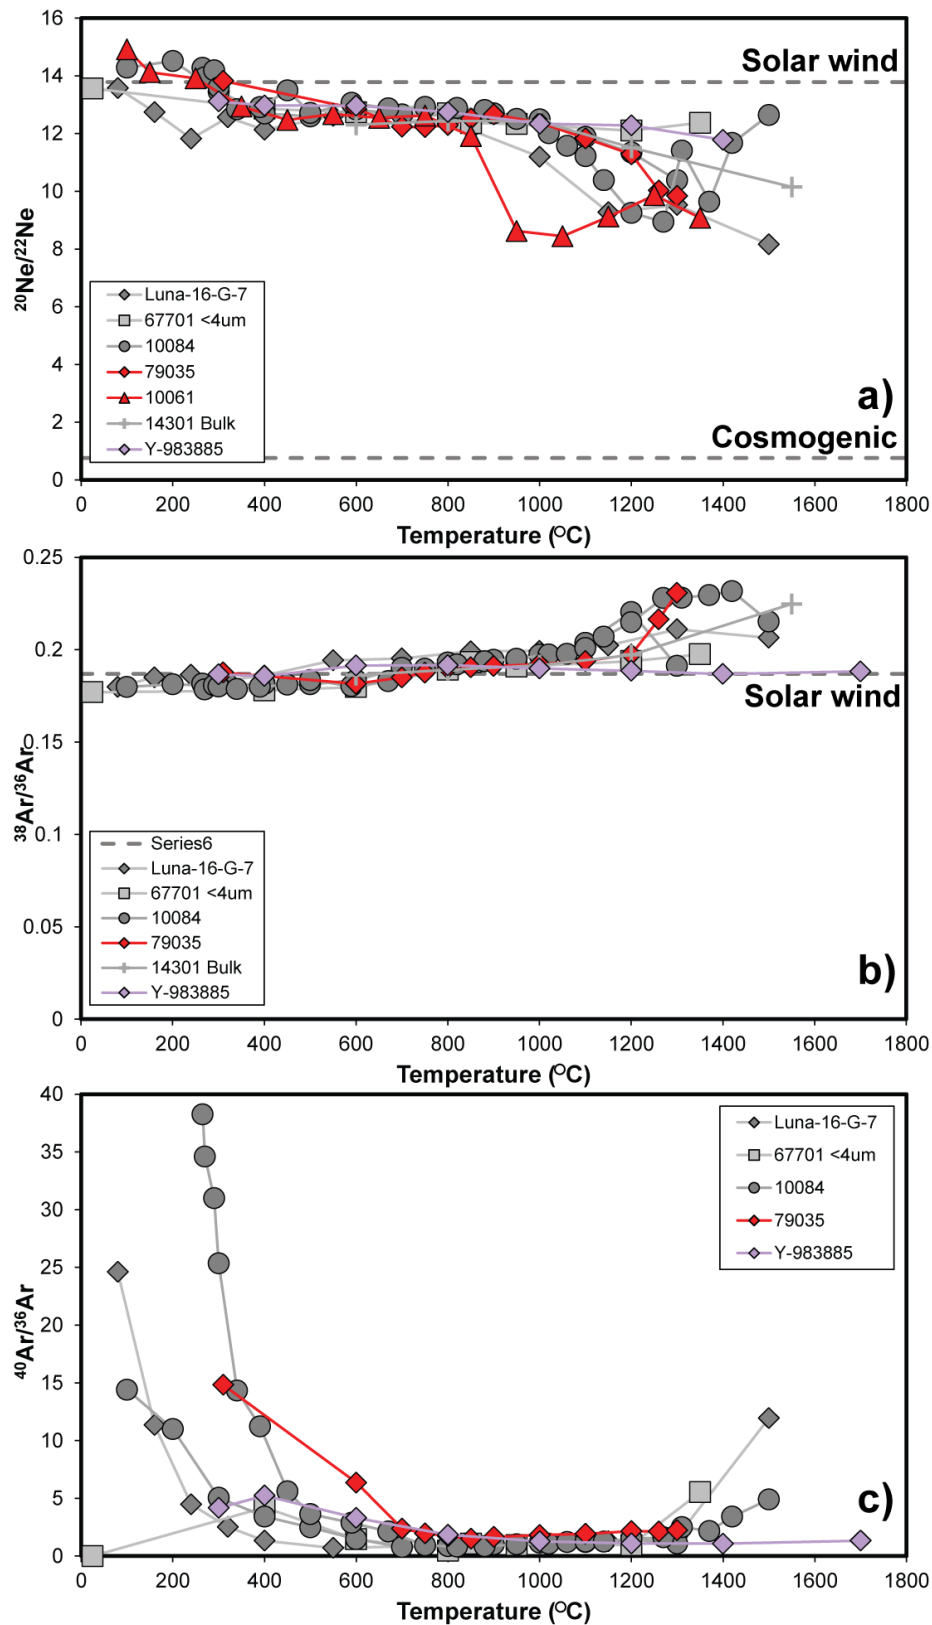 16
14
12
10
8
6
4
2
0
²⁰Ne/²²Ne
Solar wind
Luna-16-G-7
67701 <4um
10084
79035
10061
14301 Bulk
Y-983885
a)
Cosmogenic
0 200 400 600 800 1000 1200 1400 1600 1800
Temperature (ᴼC)
0.25
0.2
0.15
0.1
0.05
0
³⁸Ar/³⁶Ar
Solar wind
Series6
Luna-16-G-7
67701 <4um
10084
79035
14301 Bulk
Y-983885
b)
0 200 400 600 800 1000 1200 1400 1600 1800
Temperature (ᴼC)
40
35
30
25
20
15
10
5
0
⁴⁰Ar/³⁶Ar
Luna-16-G-7
67701 <4um
10084
79035
Y-983885
c)
0 200 400 600 800 1000 1200 1400 1600 1800
Temperature (ᴼC)